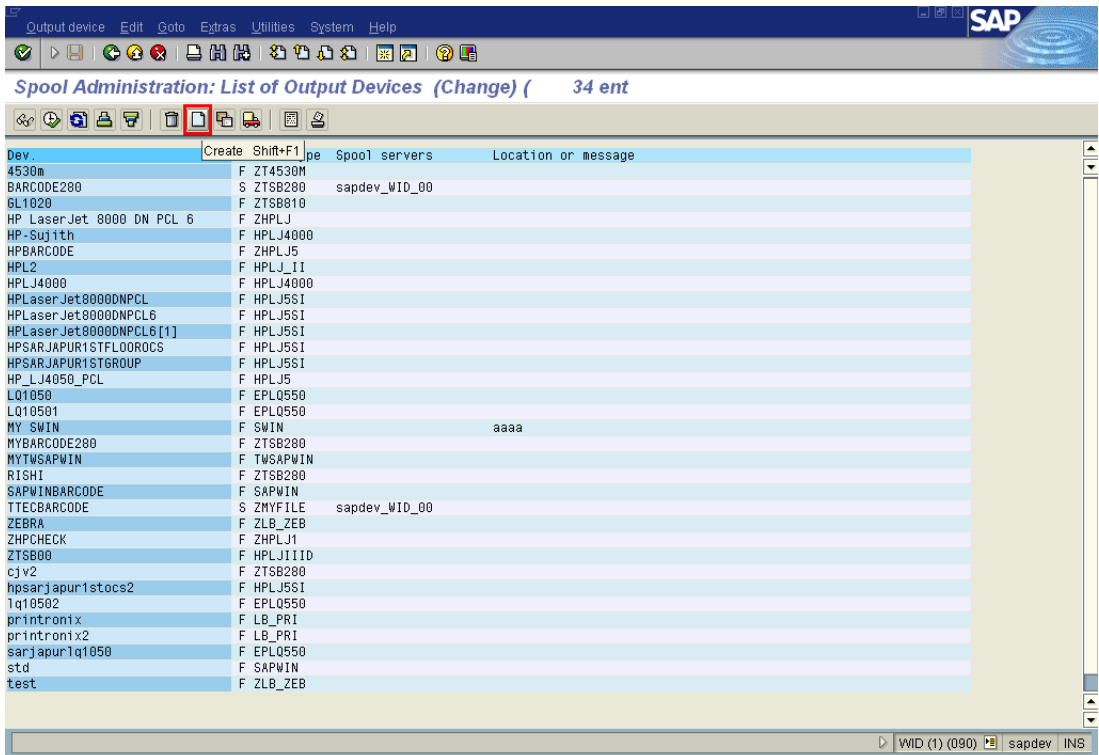 Output device Edit Goto Extras Utilities System Help
SAP
Spool Administration: List of Output Devices (Change) ( 34 ent
Create Shift+F1
Dev. pe Spool servers Location or message
4530m F ZT4530M
BARCODE280 S ZTSB280 sapdev_WID_00
GL1020 F ZTSB810
HP LaserJet 8000 DN PCL 6 F ZHPLJ
HP-Sujith F HPLJ4000
HPBARCODE F ZHPLJ5
HPL2 F HPLJ_II
HPLJ4000 F HPLJ4000
HPLaserJet8000DNPCL F HPLJ5SI
HPLaserJet8000DNPCL6 F HPLJ5SI
HPLaserJet8000DNPCL6[1] F HPLJ5SI
HPSARJAPUR1STFLOOROCS F HPLJ5SI
HPSARJAPUR1STGROUP F HPLJ5SI
HP_LJ4050_PCL F HPLJ5
LQ1050 F EPLQ550
LQ10501 F EPLQ550
MY SWIN F SWIN aaaa
MYBARCODE280 F ZTSB280
MYTWSAPWIN F TWSAPWIN
RISHI F ZTSB280
SAPWINBARCODE F SAPWIN
TTECBARCODE S ZMYFILE sapdev_WID_00
ZEBRA F ZLB_ZEB
ZHPCHECK F ZHPLJ1
ZTSB00 F HPLJIIID
cjv2 F ZTSB280
hpsarjapur1stocs2 F HPLJ5SI
lq10502 F EPLQ550
printronix F LB_PRI
printronix2 F LB_PRI
sarjapurlq1050 F EPLQ550
std F SAPWIN
test F ZLB_ZEB
WID (1) (090) sapdev INS